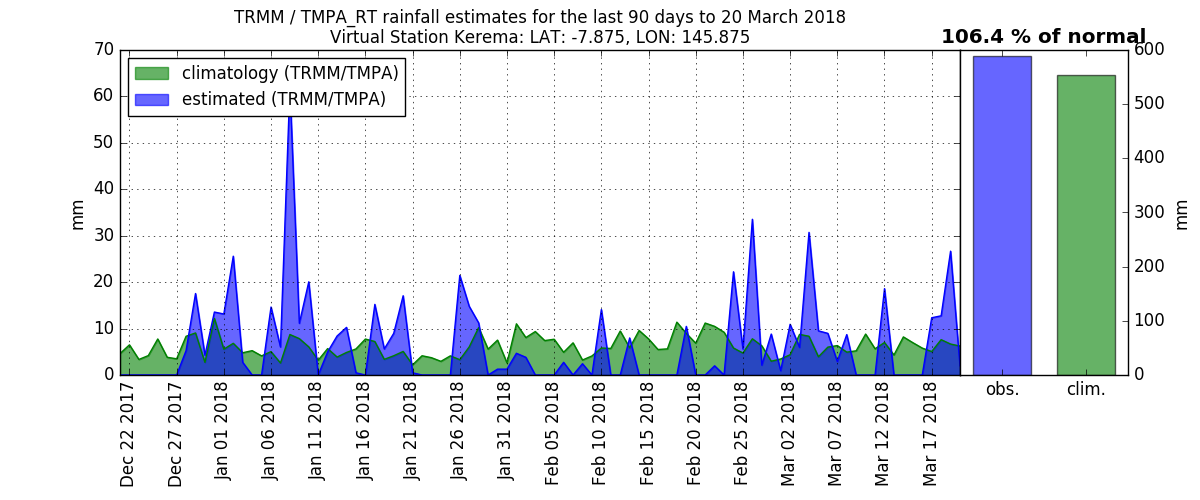 TRMM / TMPA_RT rainfall estimates for the last 90 days to 20 March 2018
Virtual Station Kerema: LAT: -7.875, LON: 145.875
106.4 % of normal
climatology (TRMM/TMPA)
estimated (TRMM/TMPA)
70
60
50
40
30
20
10
0
mm
Dec 22 2017
Dec 27 2017
Jan 01 2018
Jan 06 2018
Jan 11 2018
Jan 16 2018
Jan 21 2018
Jan 26 2018
Jan 31 2018
Feb 05 2018
Feb 10 2018
Feb 15 2018
Feb 20 2018
Feb 25 2018
Mar 02 2018
Mar 07 2018
Mar 12 2018
Mar 17 2018
obs.
clim.
600
500
400
300
200
100
0
mm